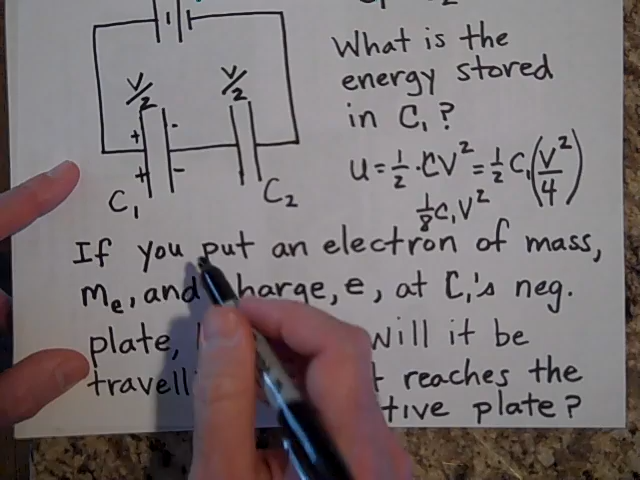 What is the
energy stored
in C₁?
V/2
V/2
U = 1/2 · CV² = 1/2 C₁(V²/4)
1/8 C₁V²
+ -
+ -
C₁
C₂
If you put an electron of mass,
mₑ, and charge, e, at C₁'s neg.
plate, will it be
reaches the
plate?